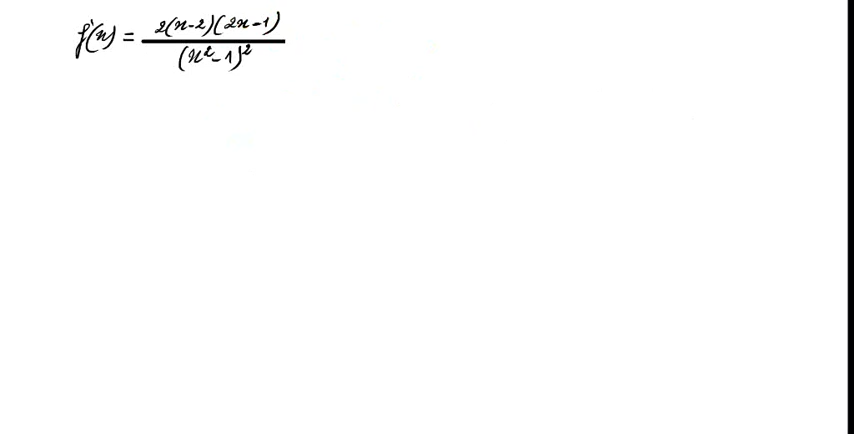 f'(x) = 2(x-2)(2x-1) / (x²-1)²